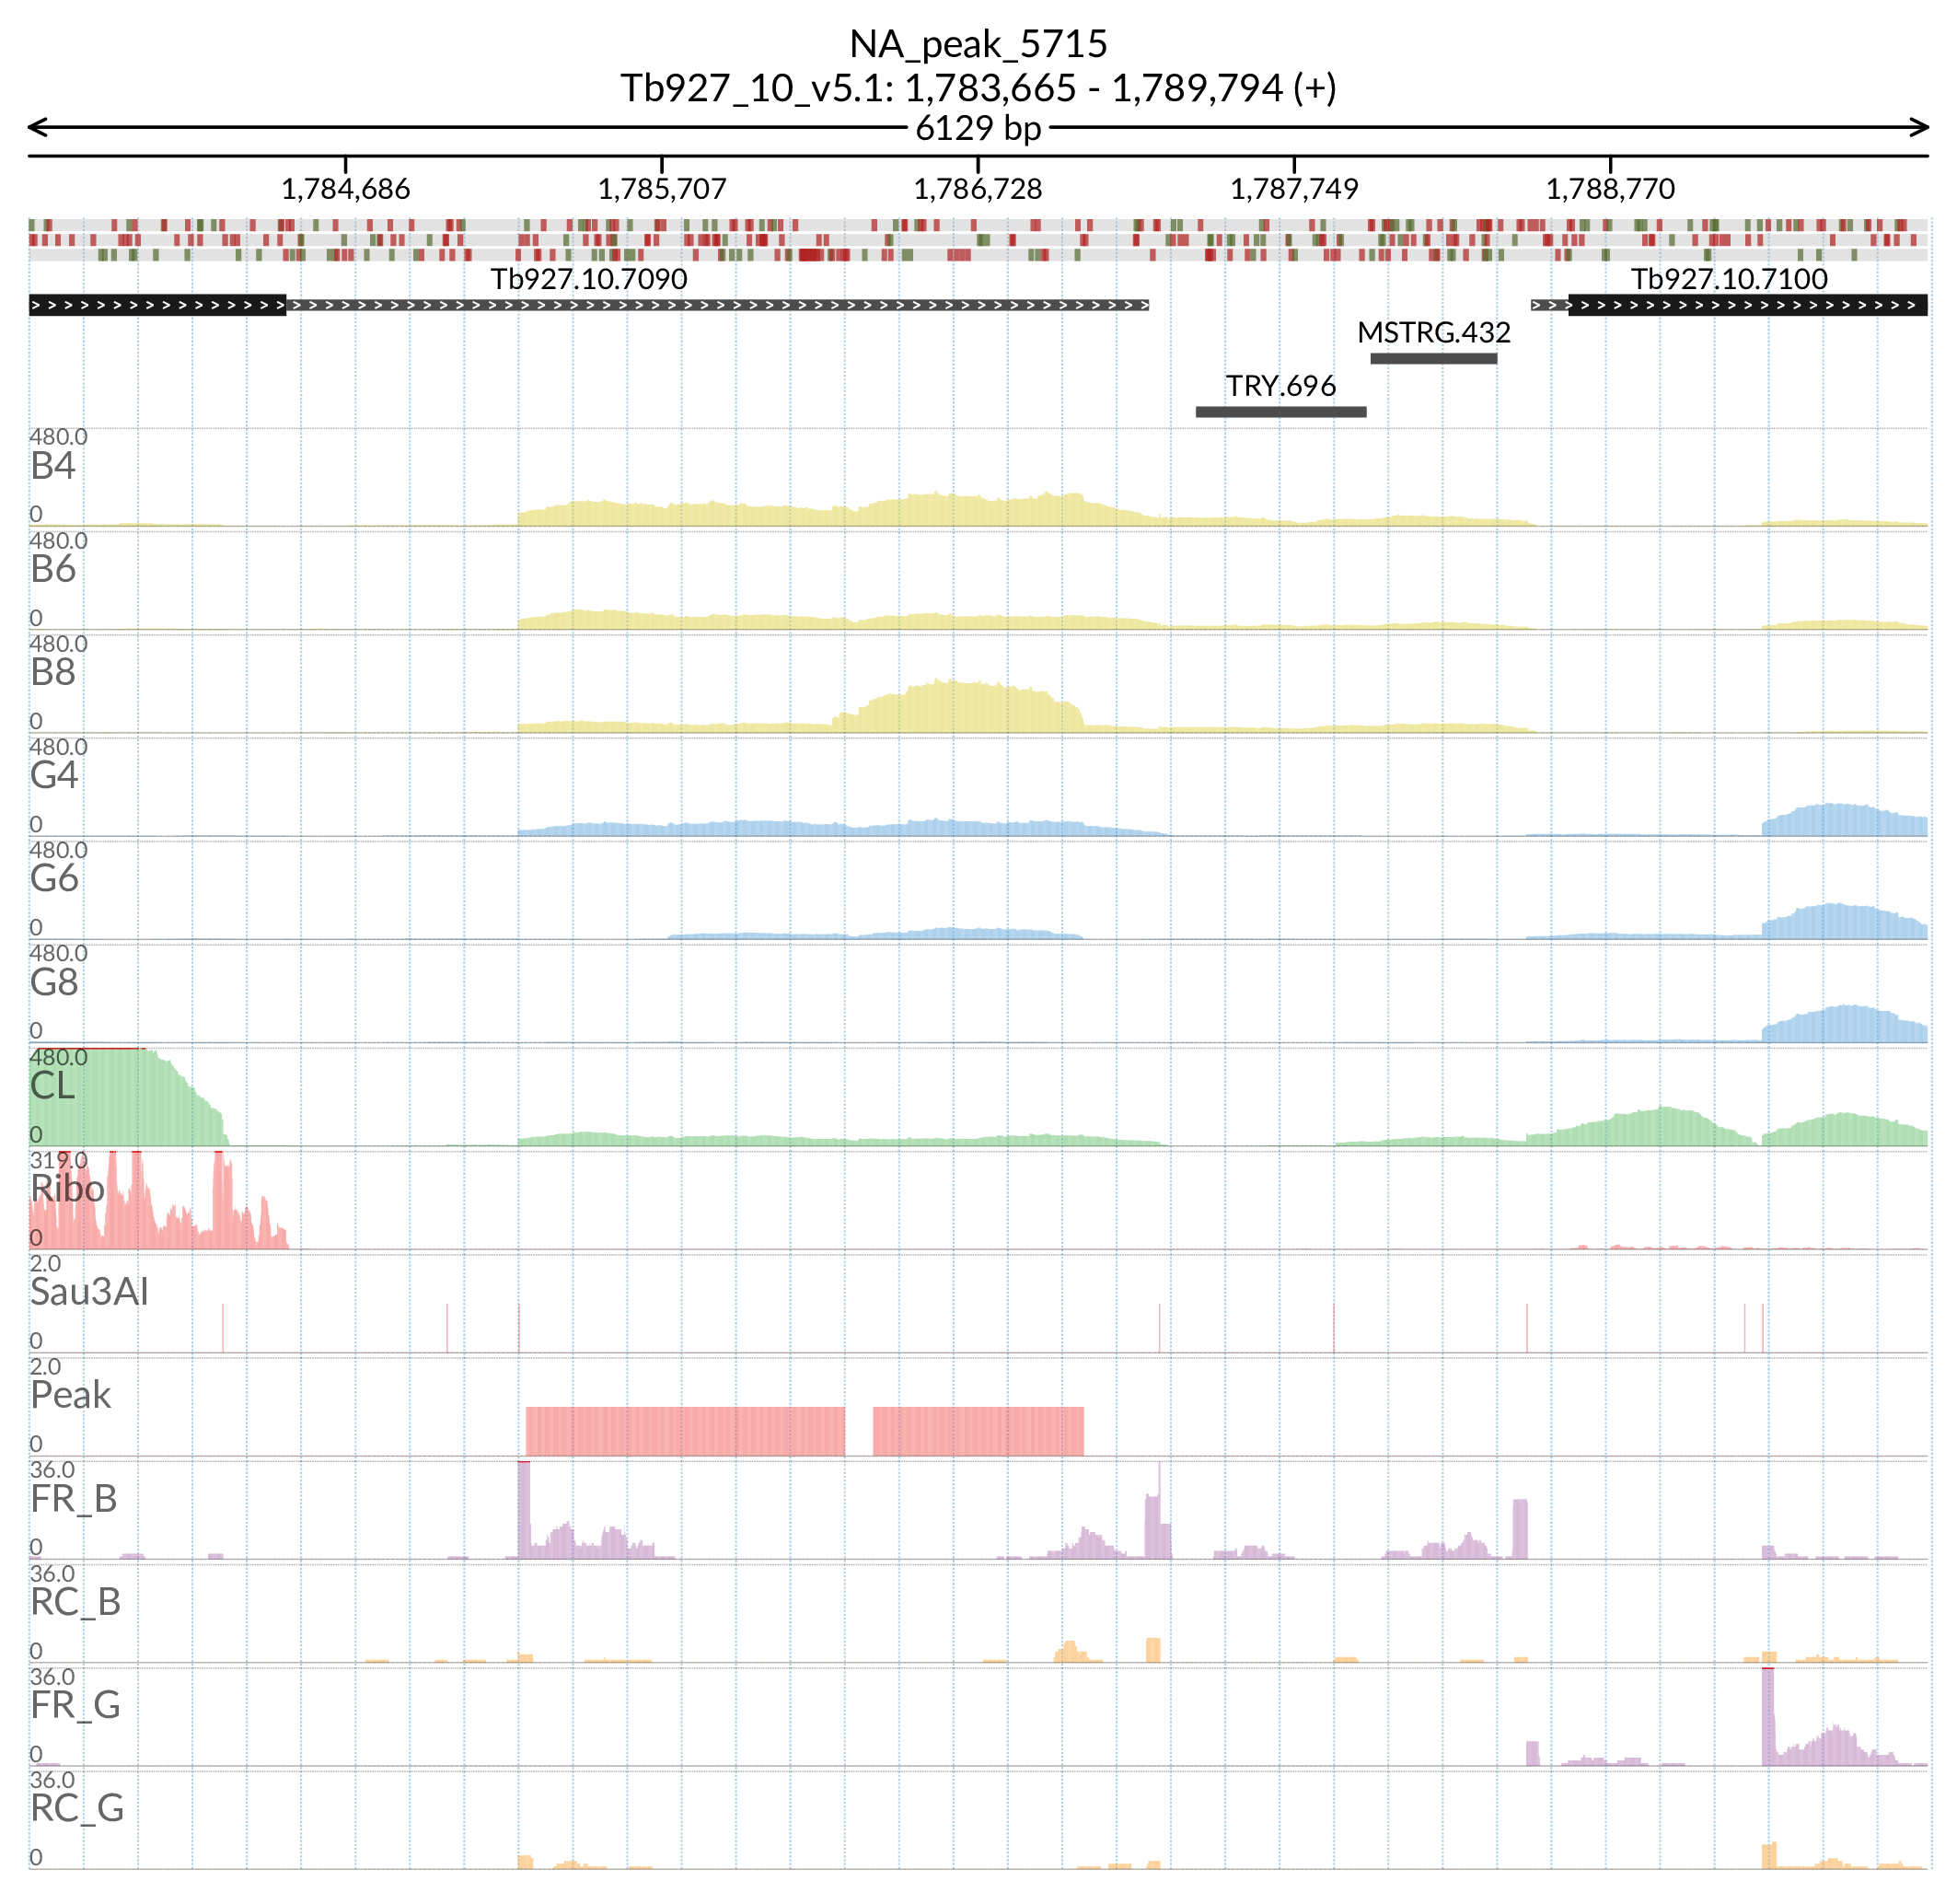 NA_peak_5715
Tb927_10_v5.1: 1,783,665 - 1,789,794 (+)
6129 bp
1,784,686 1,785,707 1,786,728 1,787,749 1,788,770
Tb927.10.7090 Tb927.10.7100
MSTRG.432
TRY.696
480.0
B4
0
480.0
B6
0
480.0
B8
0
480.0
G4
0
480.0
G6
0
480.0
G8
0
480.0
CL
0
319.0
Ribo
0
2.0
Sau3AI
0
2.0
Peak
0
36.0
FR_B
0
36.0
RC_B
0
36.0
FR_G
0
36.0
RC_G
0